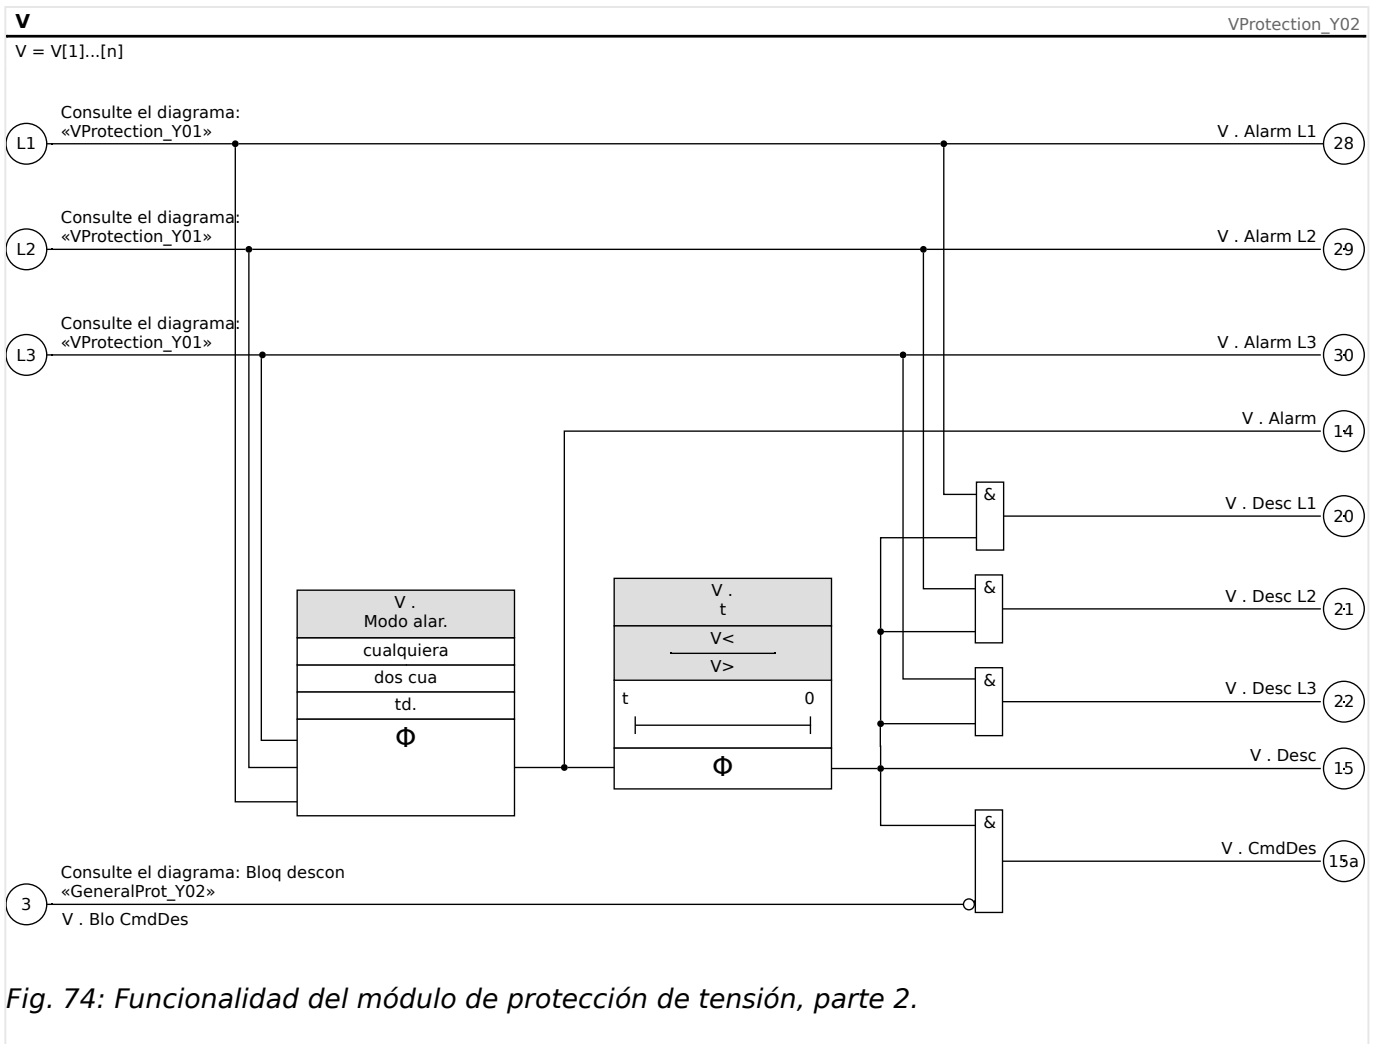 V
VProtection_Y02
V = V[1]...[n]
Consulte el diagrama:
«VProtection_Y01»
L1
V . Alarm L1
28
Consulte el diagrama:
«VProtection_Y01»
L2
V . Alarm L2
29
Consulte el diagrama:
«VProtection_Y01»
L3
V . Alarm L3
30
V . Alarm
14
&
V . Desc L1
20
&
V . Desc L2
21
&
V . Desc L3
22
V .
Modo alar.
cualquiera
dos cua
td.
Φ
V .
t
V<
V>
t 0
Φ
V . Desc
15
&
V . CmdDes
15a
Consulte el diagrama: Bloq descon
«GeneralProt_Y02»
3
V . Blo CmdDes
Fig. 74: Funcionalidad del módulo de protección de tensión, parte 2.